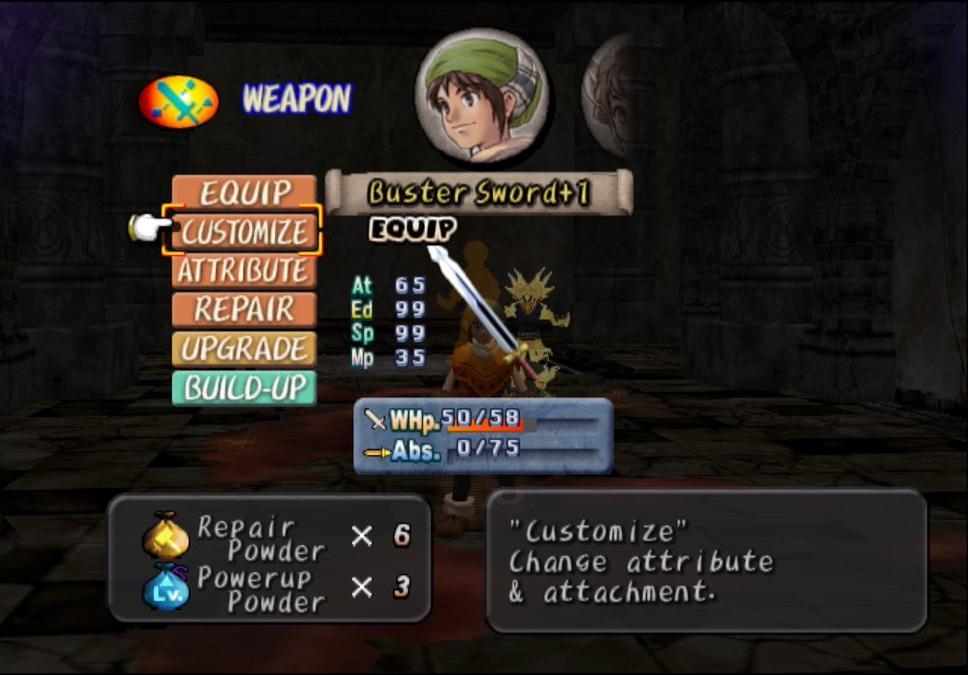 WEAPON
EQUIP
CUSTOMIZE
ATTRIBUTE
REPAIR
UPGRADE
BUILD-UP
Buster Sword+1
EQUIP
At 65
Ed 99
Sp 99
Mp 35
WHp. 50/58
Abs. 0/75
Repair
Powder × 6
Lv.
Powerup
Powder × 3
"Customize"
Change attribute
& attachment.